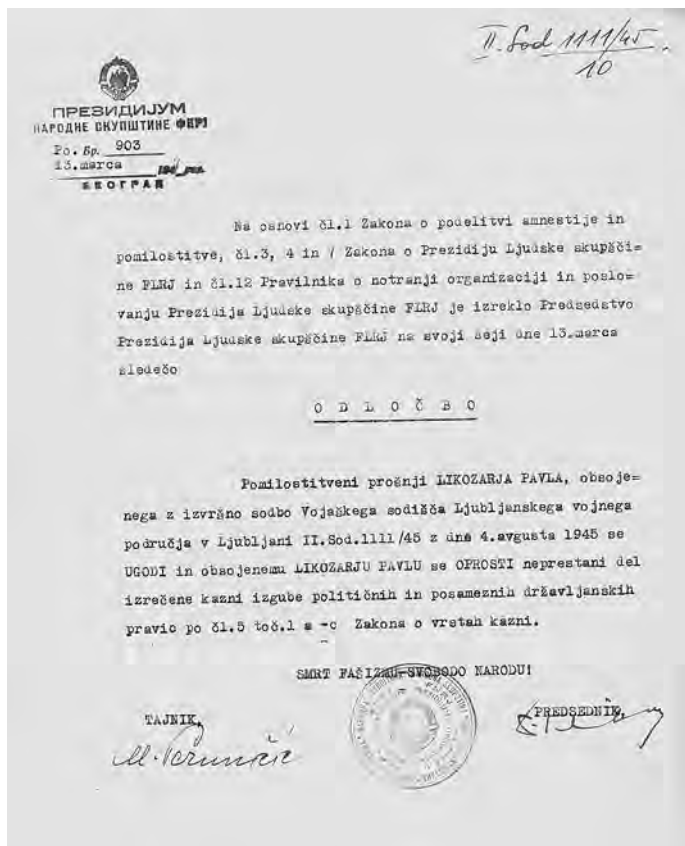 II. Sod 1111/45.
10
ПРЕЗИДИЈУМ
НАРОДНЕ СКУПШТИНЕ ФНРЈ
По. Бр. 903
13.marca 194 год.
БЕОГРАД
Na osnovi čl.1 Zakona o podelitvi amnestije in
pomilostitve, čl.3, 4 in 7 Zakona o Prezidiju Ljudske skupšči=
ne FLRJ in čl.12 Pravilnika o notranji organizaciji in poslo=
vanju Prezidija Ljudske skupščine FLRJ je izreklo Predsedstvo
Prezidija Ljudske skupščine FLRJ na svoji seji dne 13.marca
sledečo
O D L O Č B O
Pomilostitveni prošnji LIKOZARJA PAVLA, obsoje=
nega z izvršno sodbo Vojaškega sodišča Ljubljanskega vojnega
področja v Ljubljani II.Sod.1111/45 z dne 4.avgusta 1945 se
UGODI in obsojenemu LIKOZARJU PAVLU se OPROSTI neprestani del
izrečene kazni izgube političnih in posameznih državljanskih
pravic po čl.5 toč.1 a -c Zakona o vrstah kazni.
SMRT FAŠIZMU-SVOBODO NARODU!
TAJNIK,
PREDSEDNIK,
M. Peruničić